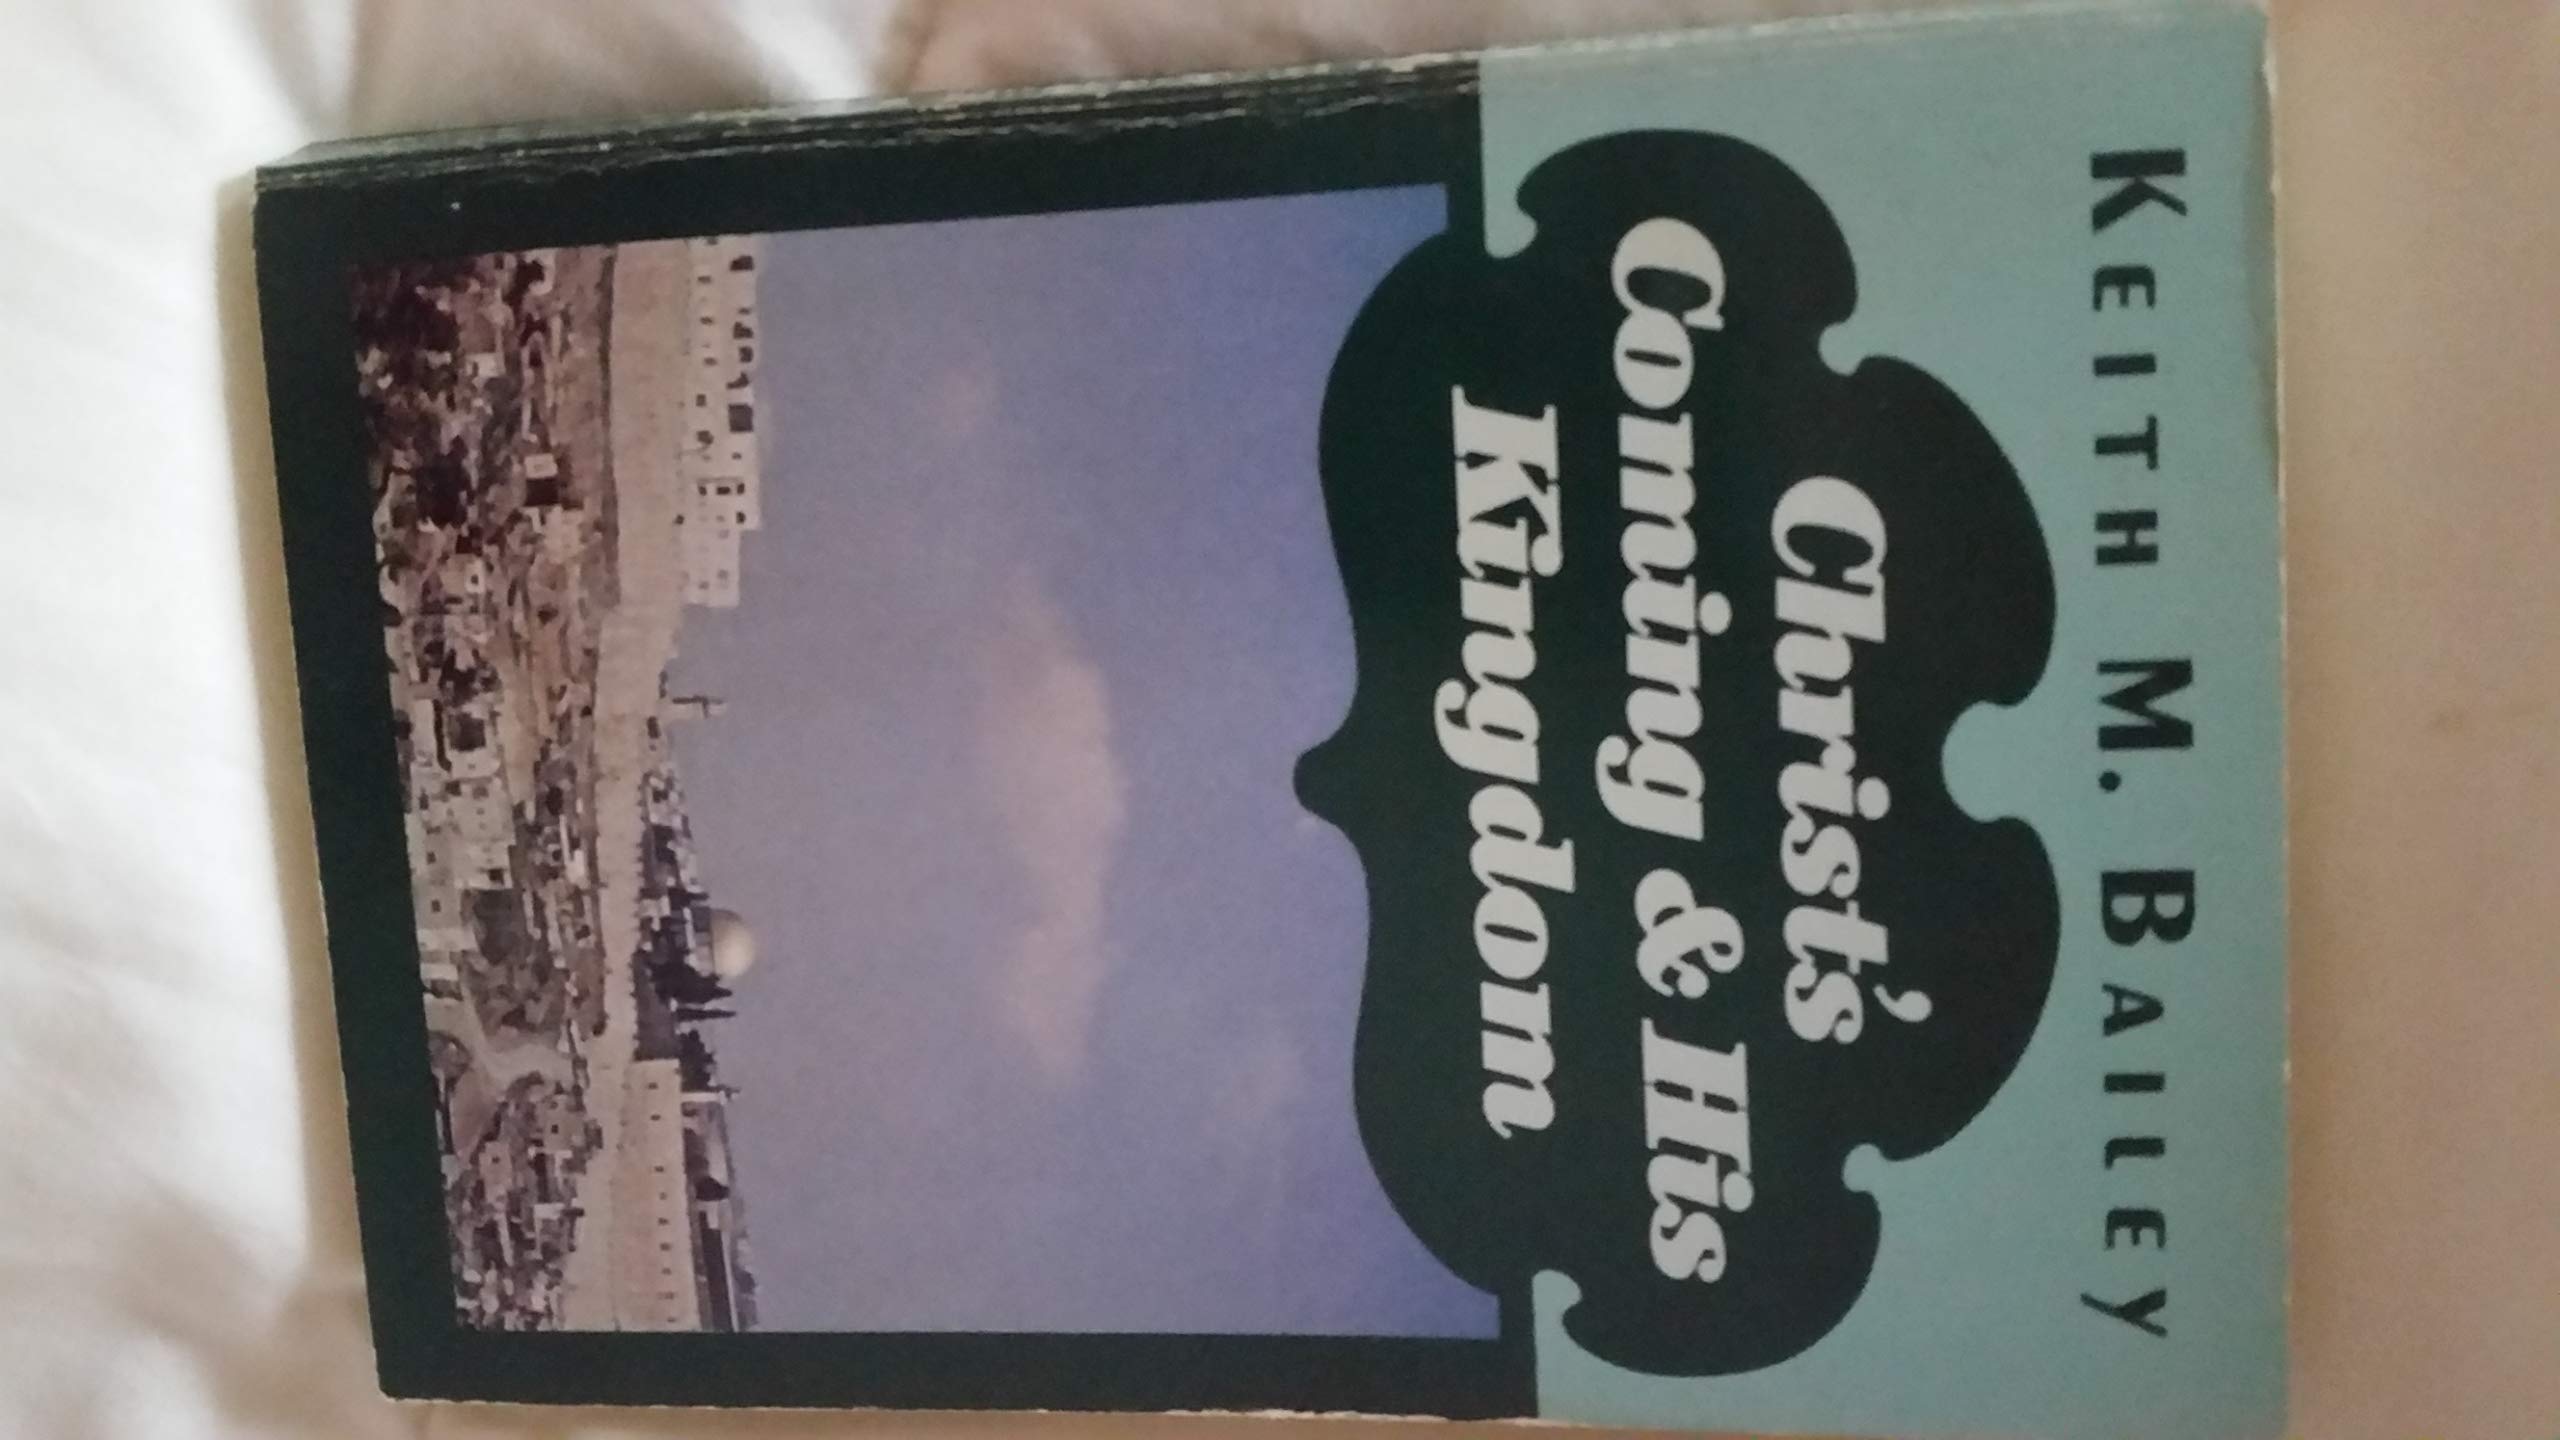 KEITH M. BAILEY
Christ's
Coming & His
Kingdom